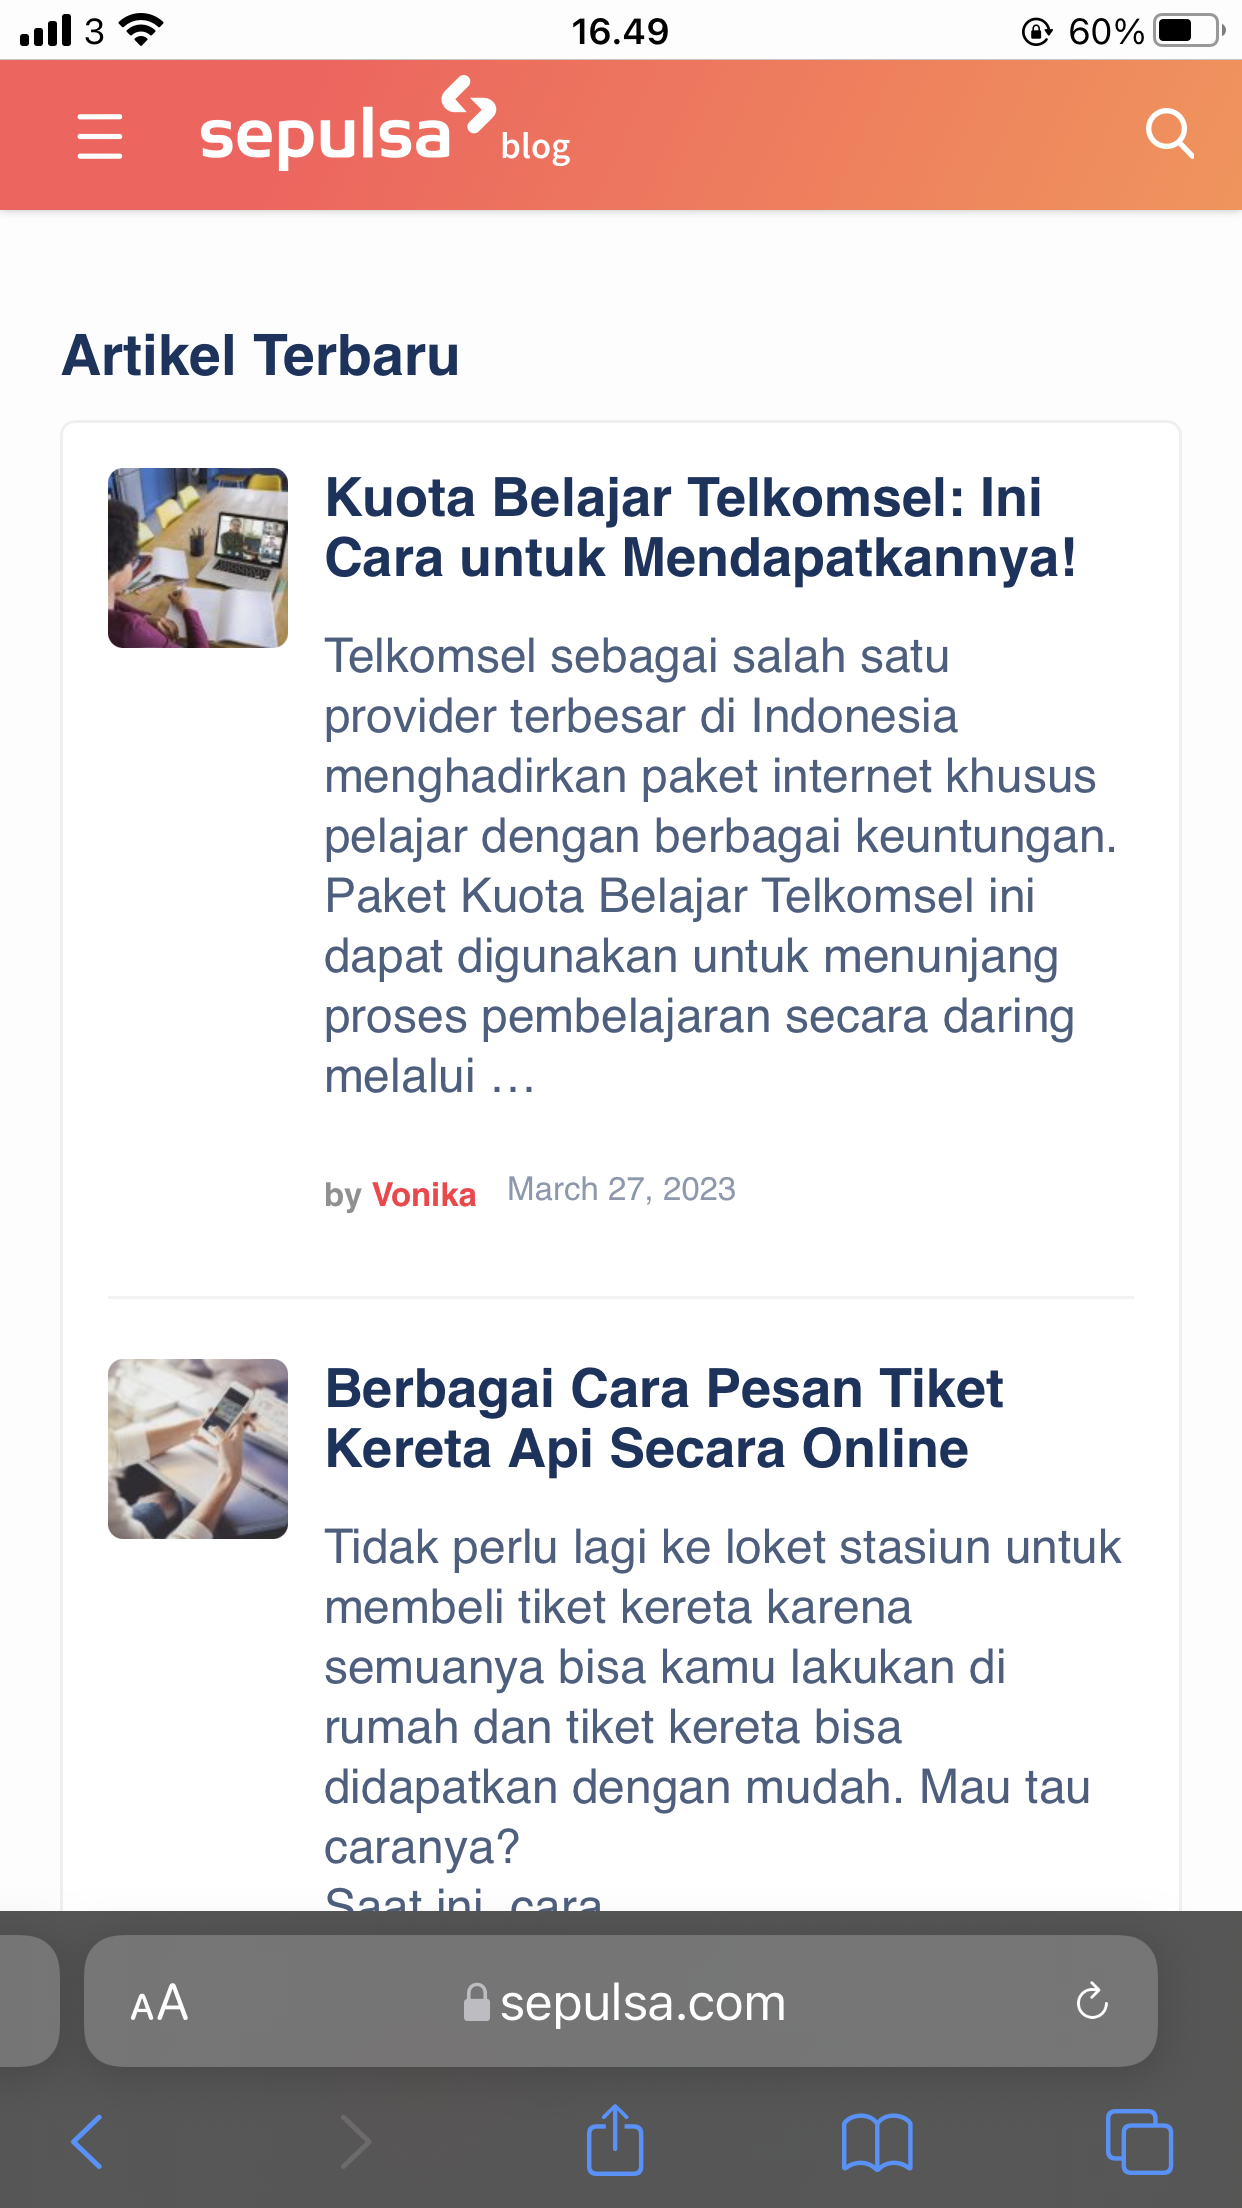 3
16.49
60%
sepulsa blog
Artikel Terbaru
Kuota Belajar Telkomsel: Ini
Cara untuk Mendapatkannya!
Telkomsel sebagai salah satu
provider terbesar di Indonesia
menghadirkan paket internet khusus
pelajar dengan berbagai keuntungan.
Paket Kuota Belajar Telkomsel ini
dapat digunakan untuk menunjang
proses pembelajaran secara daring
melalui …
by Vonika March 27, 2023
Berbagai Cara Pesan Tiket
Kereta Api Secara Online
Tidak perlu lagi ke loket stasiun untuk
membeli tiket kereta karena
semuanya bisa kamu lakukan di
rumah dan tiket kereta bisa
didapatkan dengan mudah. Mau tau
caranya?
Saat ini, cara
AA sepulsa.com